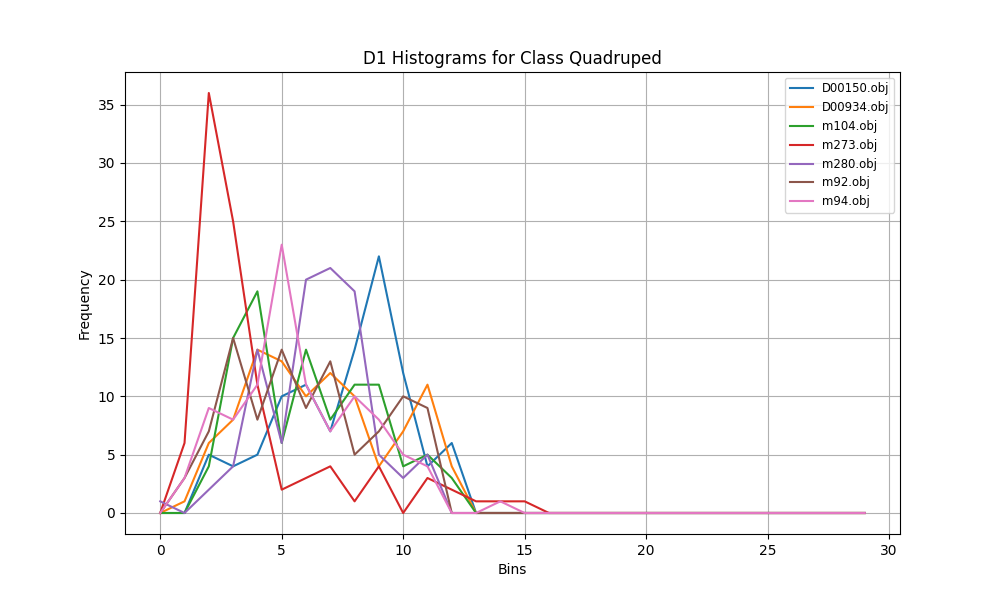 D1 Histograms for Class Quadruped
D00150.obj
D00934.obj
m104.obj
m273.obj
m280.obj
m92.obj
m94.obj
Frequency
35
30
25
20
15
10
5
0
0 5 10 15 20 25 30
Bins